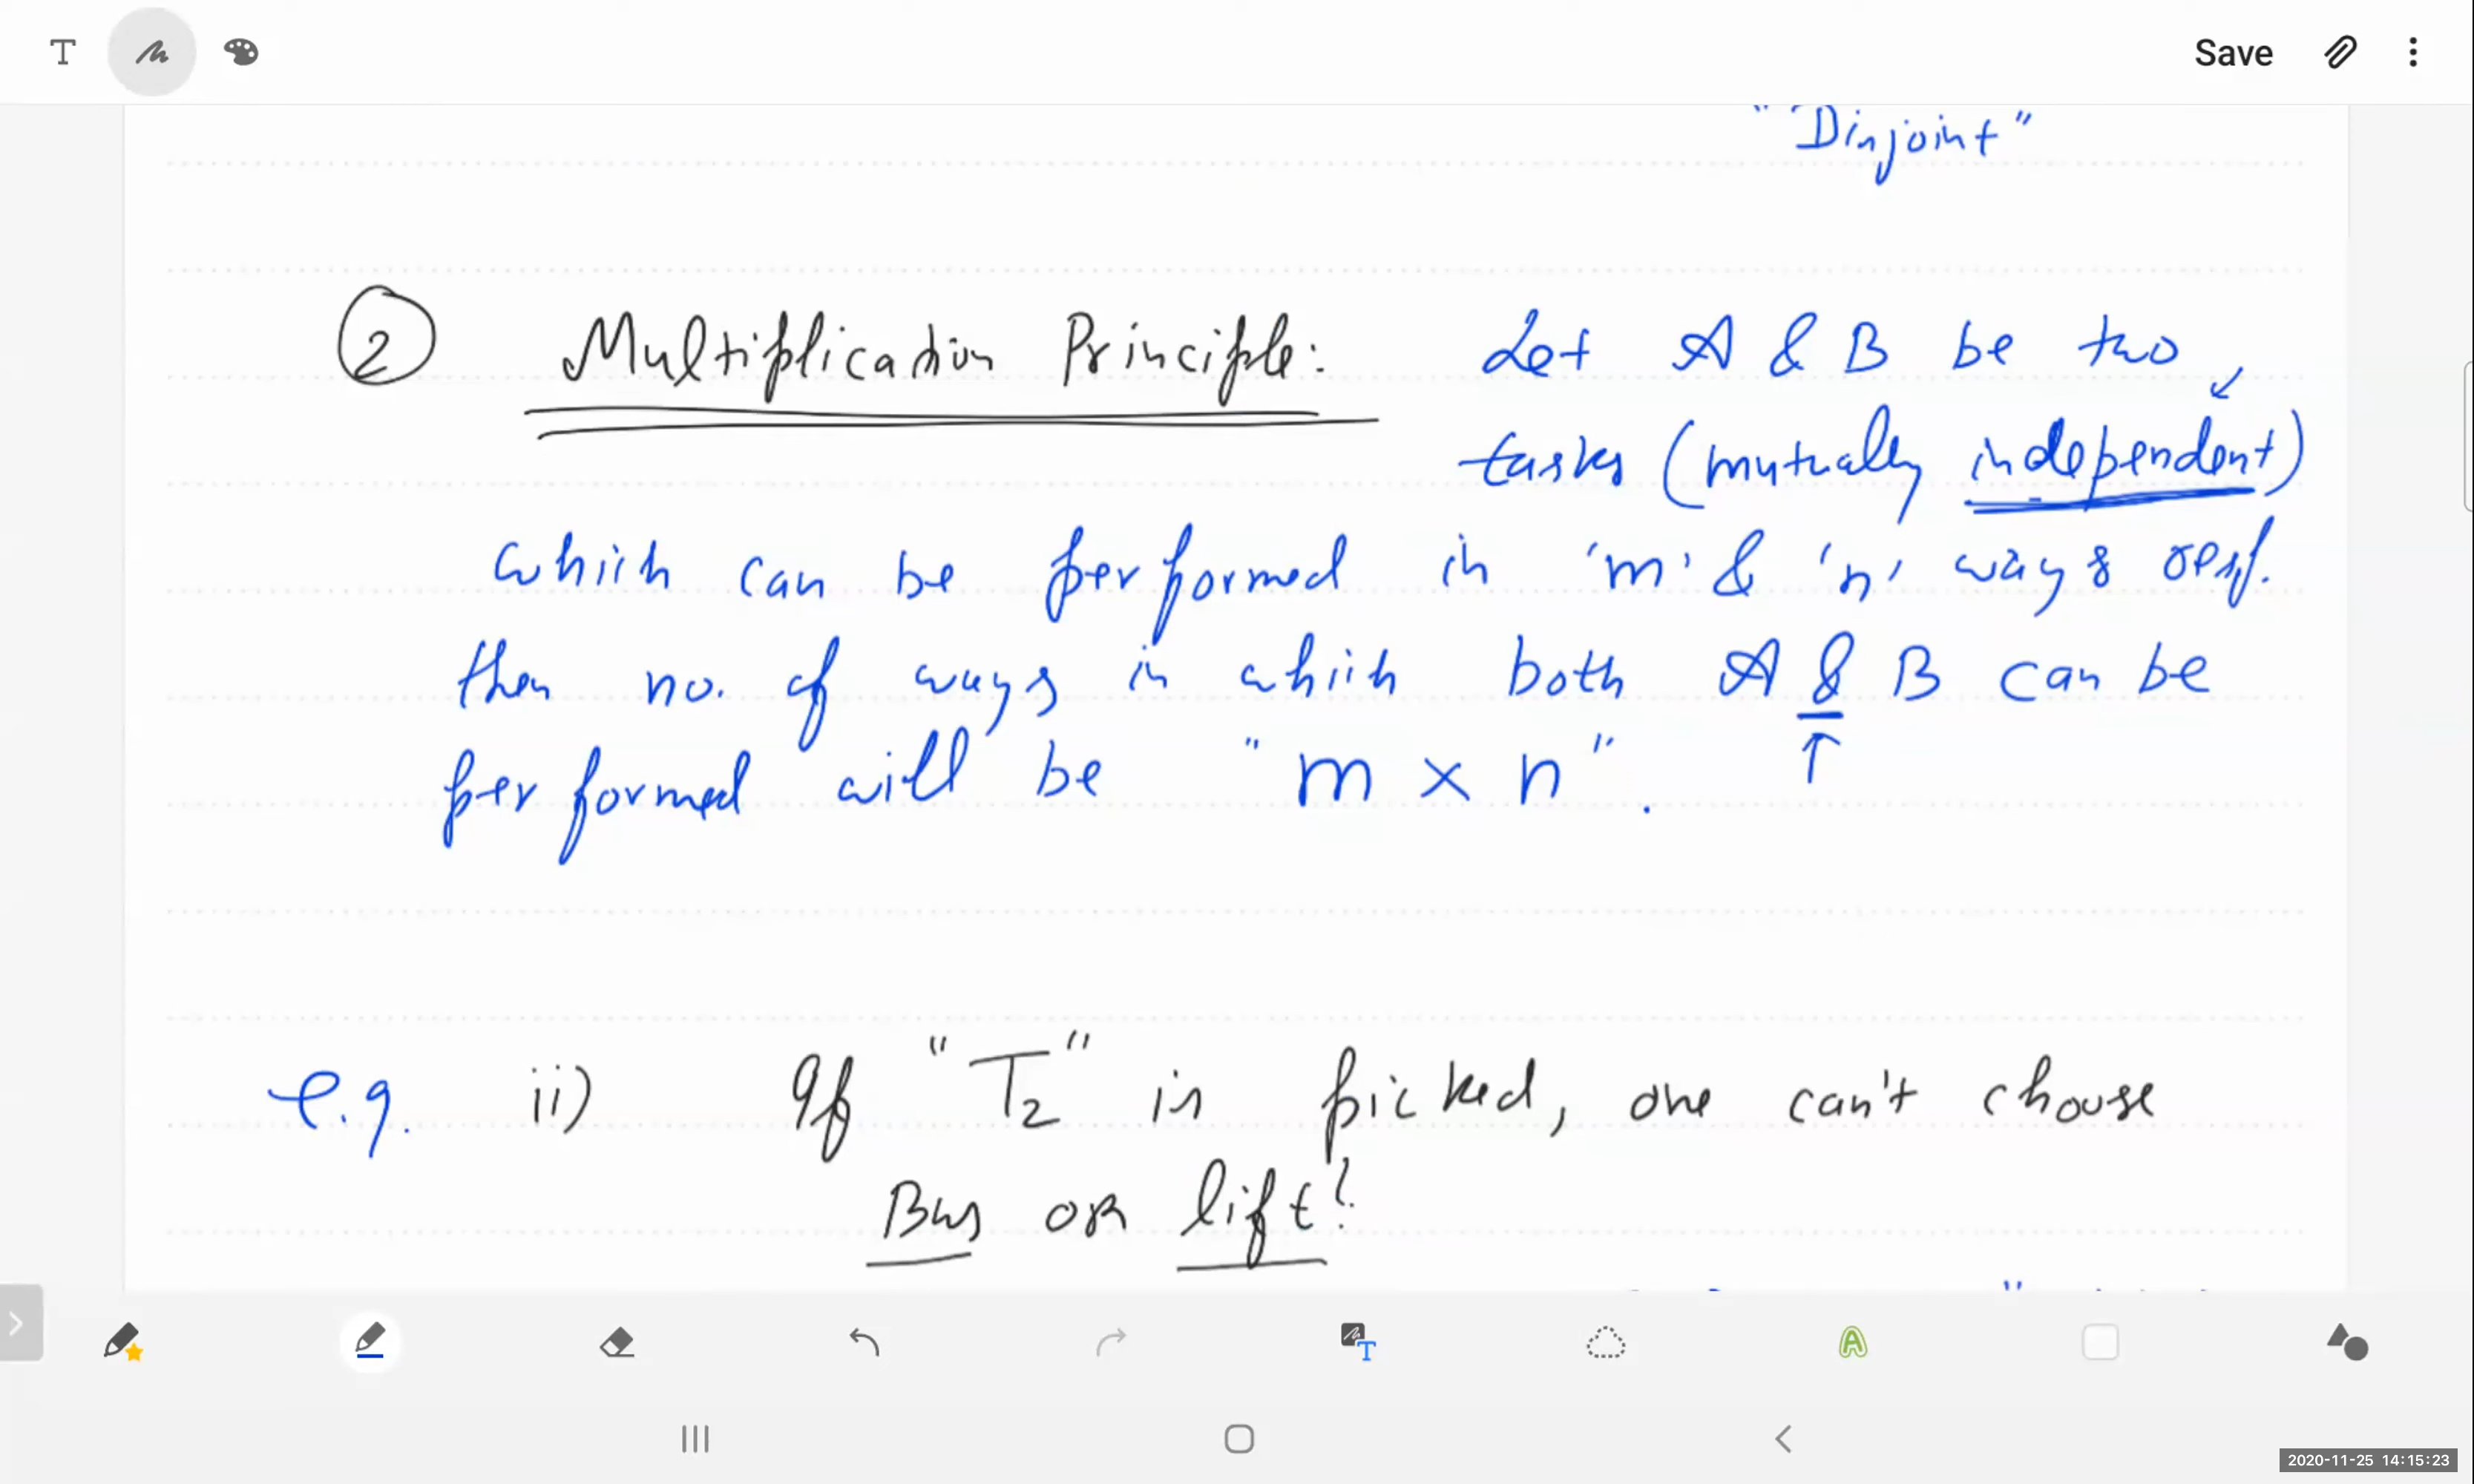 Save
"Disjoint"
② Multiplication Principle: Let A & B be two
tasks (mutually independent)
which can be performed in 'm' & 'n' ways resp.
then no. of ways in which both A & B can be
performed will be "m × n".
e.g. ii) If "T₂" is picked, one can't choose
Bus or lift?
2020-11-25 14:15:23